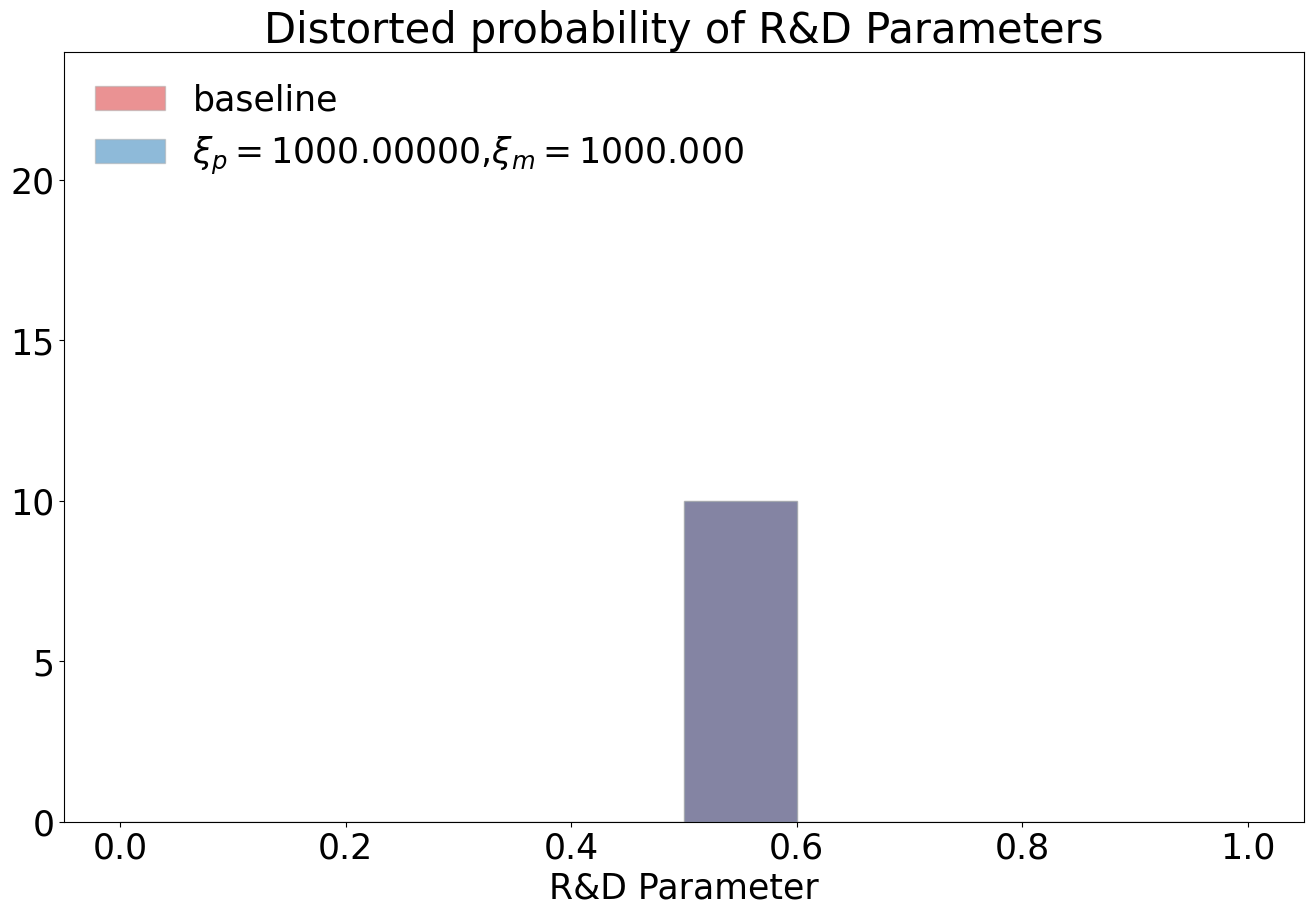 Distorted probability of R&D Parameters
baseline
ξp = 1000.00000,ξm = 1000.000
20
15
10
5
0
0.0 0.2 0.4 0.6 0.8 1.0
R&D Parameter